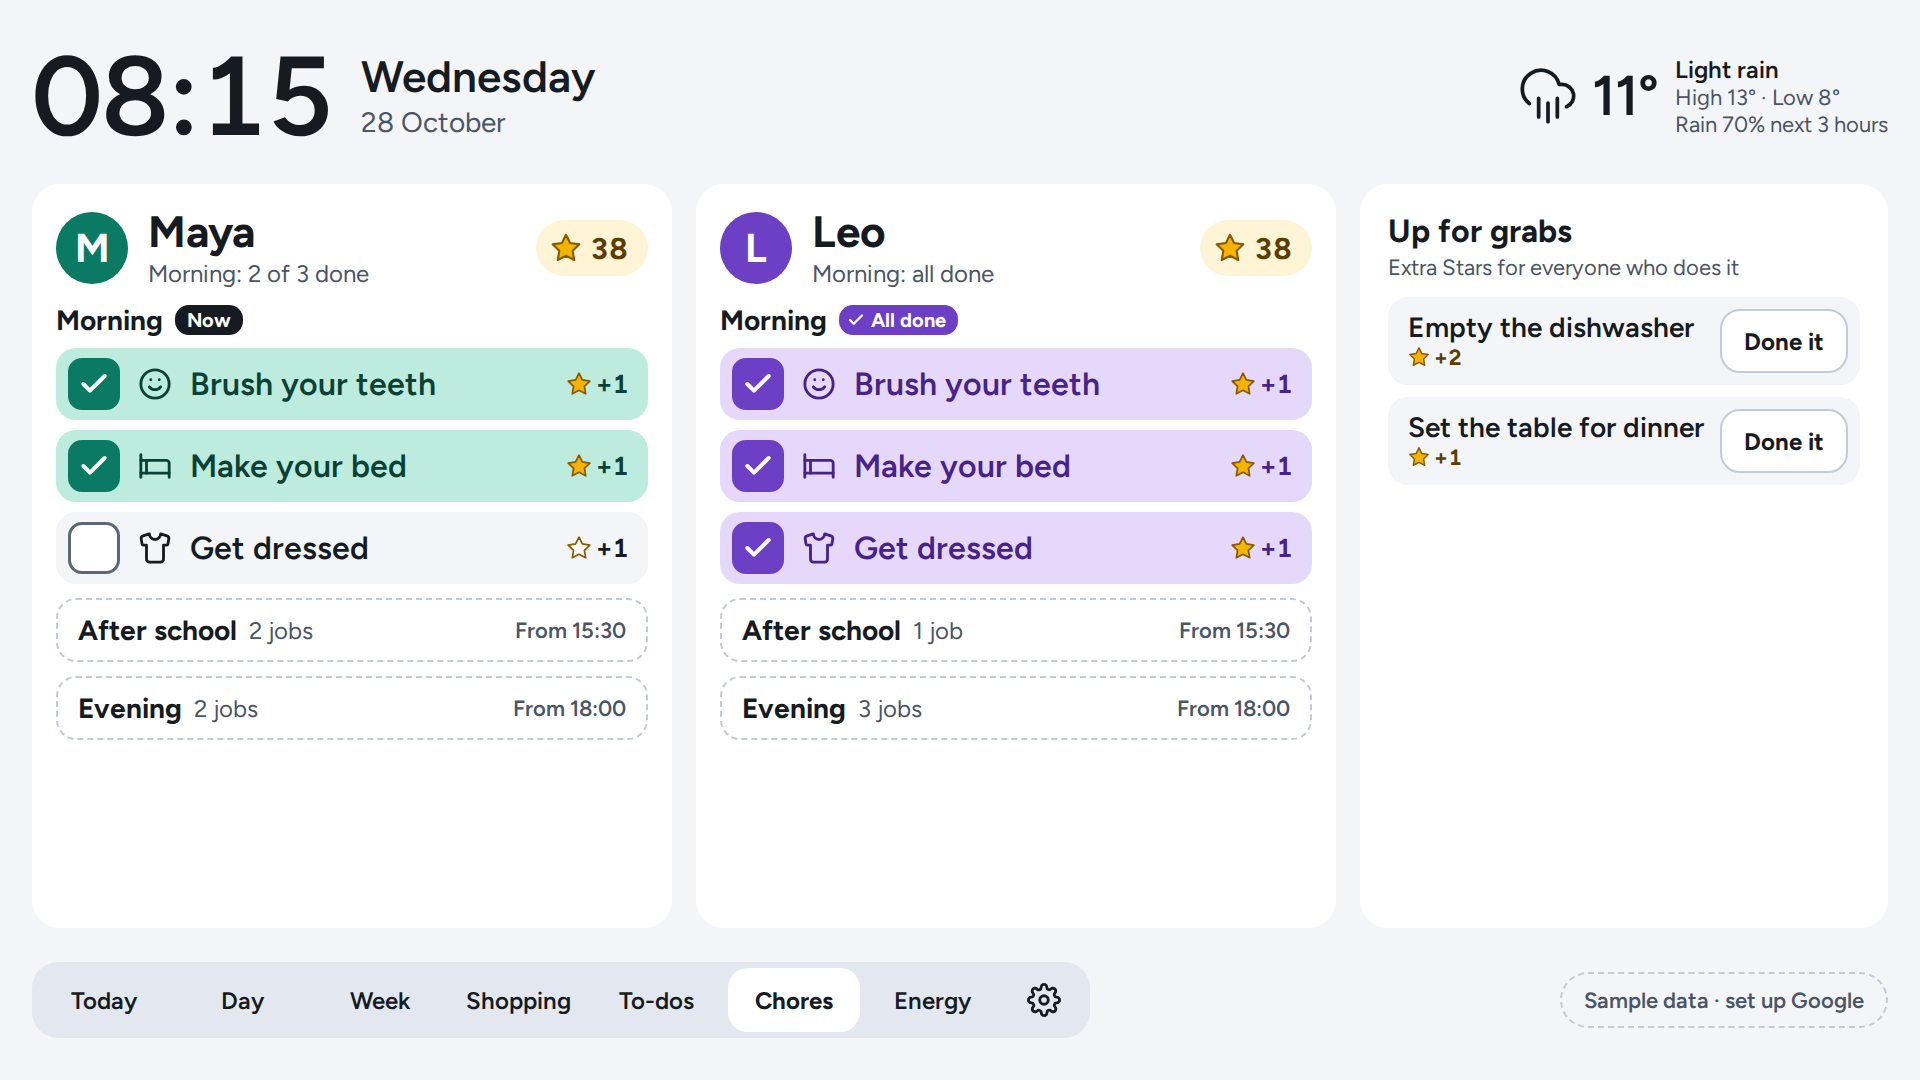 08:15
Wednesday
28 October
11°
Light rain
High 13° · Low 8°
Rain 70% next 3 hours
M
Maya
Morning: 2 of 3 done
38
Morning
Now
Brush your teeth
+1
Make your bed
+1
Get dressed
+1
After school 2 jobs
From 15:30
Evening 2 jobs
From 18:00
L
Leo
Morning: all done
38
Morning
All done
Brush your teeth
+1
Make your bed
+1
Get dressed
+1
After school 1 job
From 15:30
Evening 3 jobs
From 18:00
Up for grabs
Extra Stars for everyone who does it
Empty the dishwasher
+2
Done it
Set the table for dinner
+1
Done it
Today
Day
Week
Shopping
To-dos
Chores
Energy
Sample data · set up Google